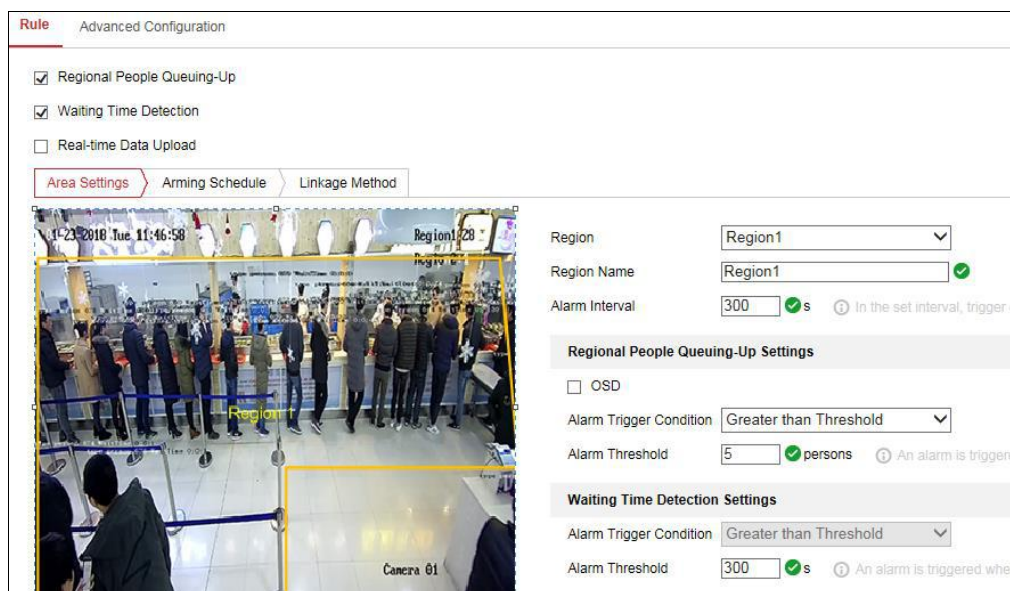 Rule Advanced Configuration
Regional People Queuing-Up
Waiting Time Detection
Real-time Data Upload
Area Settings Arming Schedule Linkage Method
1-23-2018 Tue 11:46:58 Region1 28
Region 1
Camera 01
Region Region1
Region Name Region1
Alarm Interval 300 s In the set interval, trigger
Regional People Queuing-Up Settings
OSD
Alarm Trigger Condition Greater than Threshold
Alarm Threshold 5 persons An alarm is triggere
Waiting Time Detection Settings
Alarm Trigger Condition Greater than Threshold
Alarm Threshold 300 s An alarm is triggered whe